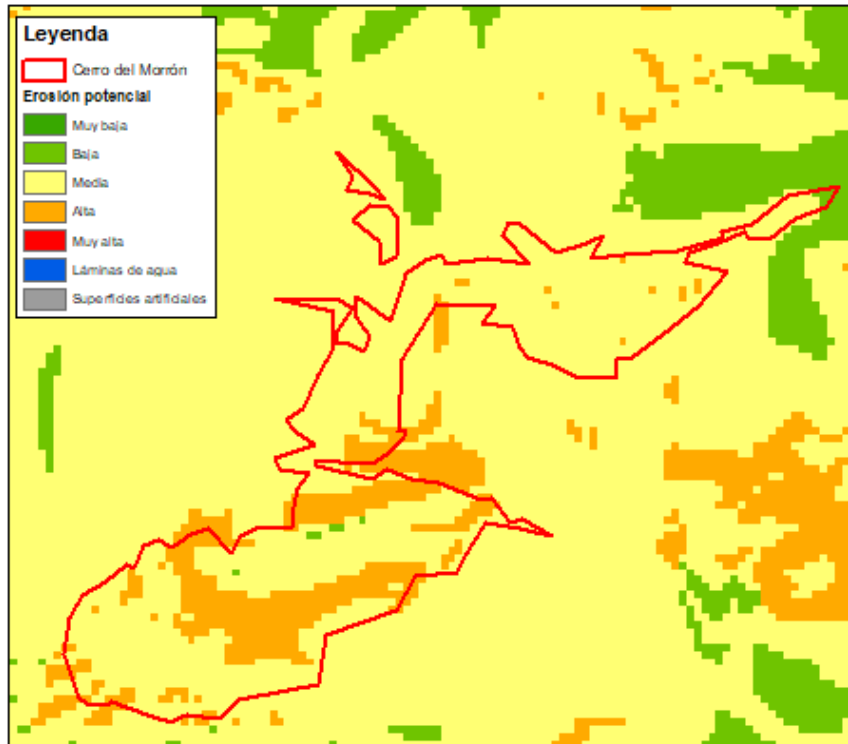 Leyenda
Cerro del Morrón
Erosión potencial
Muy baja
Baja
Media
Alta
Muy alta
Láminas de agua
Superficies artificiales